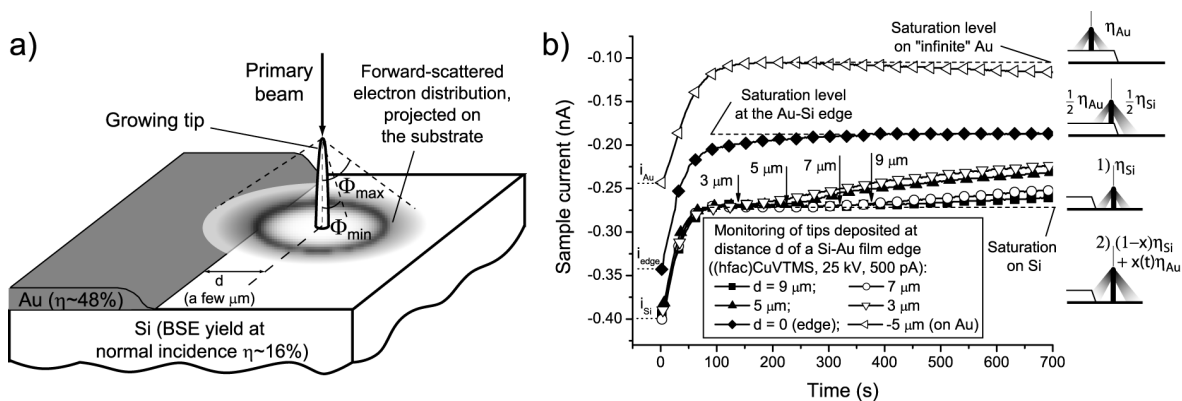 a)
Primary
beam
Growing tip
Forward-scattered
electron distribution,
projected on
the substrate
Φmax
Φmin
d
(a few µm)
Au (η~48%)
Si (BSE yield at
normal incidence η~16%)
b)
Sample current (nA)
-0.10
-0.15
-0.20
-0.25
-0.30
-0.35
-0.40
iAu
iedge
iSi
Saturation level
on "infinite" Au
Saturation level
at the Au-Si edge
3 µm
5 µm
7 µm
9 µm
Monitoring of tips deposited at
distance d of a Si-Au film edge
((hfac)CuVTMS, 25 kV, 500 pA):
d = 9 µm; 7 µm
5 µm; 3 µm
d = 0 (edge); -5 µm (on Au)
Saturation
on Si
0 100 200 300 400 500 600 700
Time (s)
ηAu
½ηAu ½ηSi
1) ηSi
2) (1-x)ηSi
+ x(t)ηAu